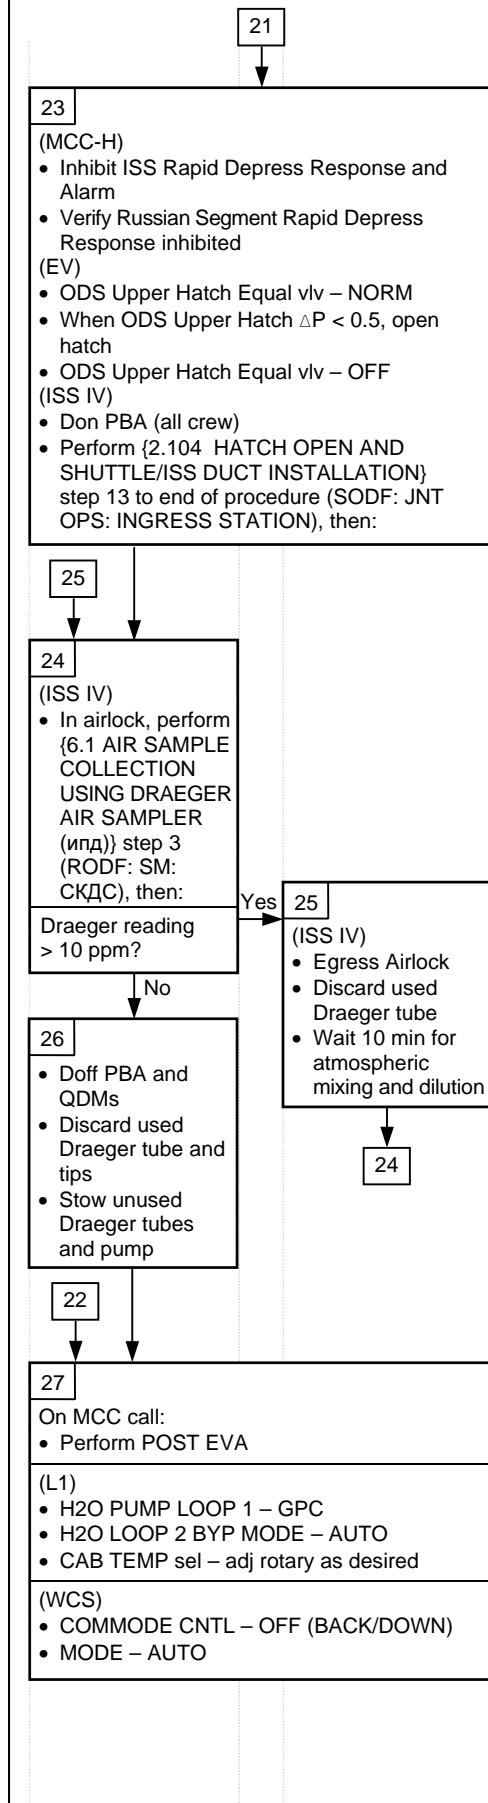 21
23
(MCC-H)
• Inhibit ISS Rapid Depress Response and
Alarm
• Verify Russian Segment Rapid Depress
Response inhibited
(EV)
• ODS Upper Hatch Equal vlv – NORM
• When ODS Upper Hatch ΔP < 0.5, open
hatch
• ODS Upper Hatch Equal vlv – OFF
(ISS IV)
• Don PBA (all crew)
• Perform {2.104 HATCH OPEN AND
SHUTTLE/ISS DUCT INSTALLATION}
step 13 to end of procedure (SODF: JNT
OPS: INGRESS STATION), then:
25
24
(ISS IV)
• In airlock, perform
{6.1 AIR SAMPLE
COLLECTION
USING DRAEGER
AIR SAMPLER
(ипд)} step 3
(RODF: SM:
СКДС), then:
Draeger reading
> 10 ppm?
Yes
25
(ISS IV)
• Egress Airlock
• Discard used
Draeger tube
• Wait 10 min for
atmospheric
mixing and dilution
24
No
26
• Doff PBA and
QDMs
• Discard used
Draeger tube and
tips
• Stow unused
Draeger tubes
and pump
22
27
On MCC call:
• Perform POST EVA
(L1)
• H2O PUMP LOOP 1 – GPC
• H2O LOOP 2 BYP MODE – AUTO
• CAB TEMP sel – adj rotary as desired
(WCS)
• COMMODE CNTL – OFF (BACK/DOWN)
• MODE – AUTO